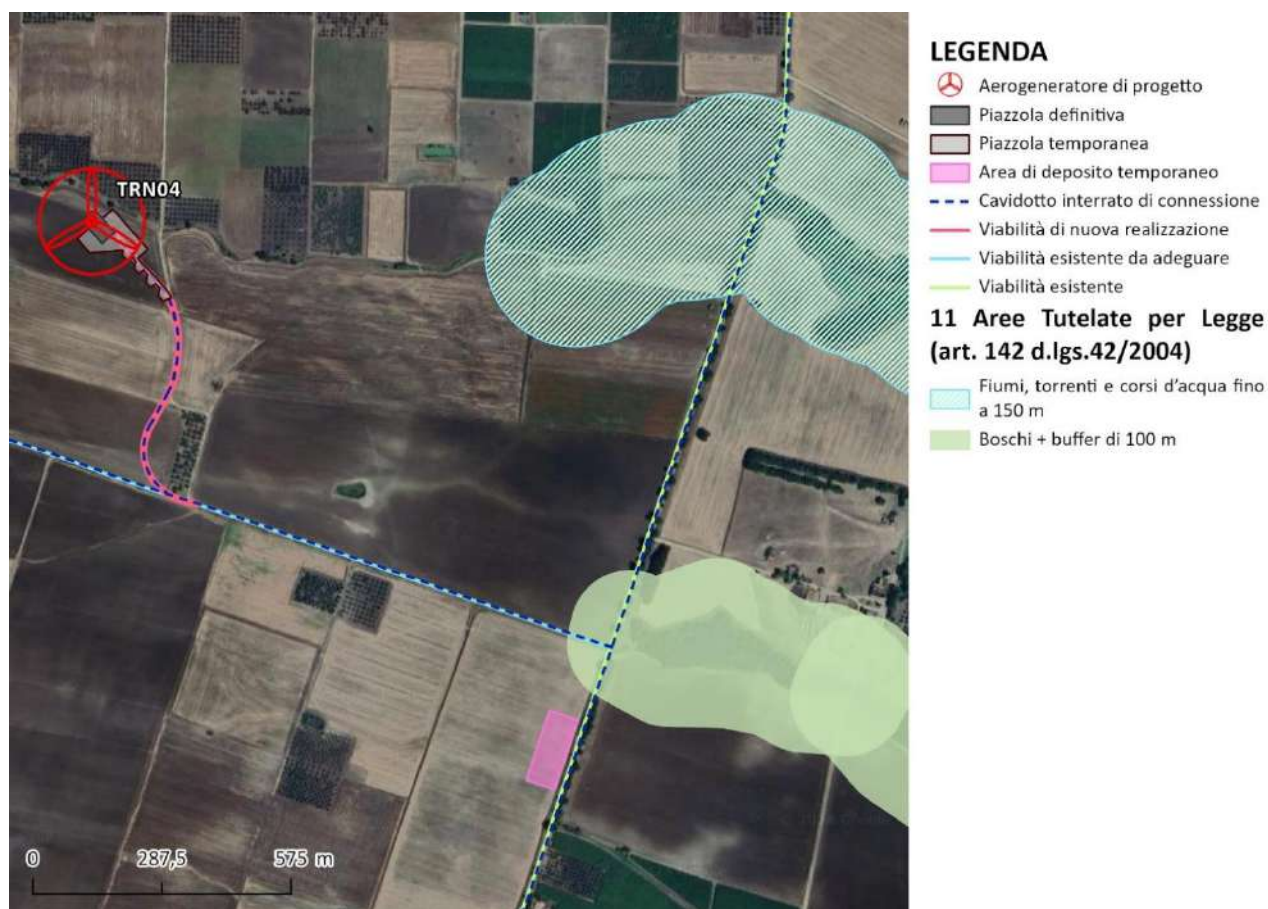 TRN04
0 287,5 575 m
LEGENDA
Aerogeneratore di progetto
Piazzola definitiva
Piazzola temporanea
Area di deposito temporaneo
Cavidotto interrato di connessione
Viabilità di nuova realizzazione
Viabilità esistente da adeguare
Viabilità esistente
11 Aree Tutelate per Legge
(art. 142 d.lgs.42/2004)
Fiumi, torrenti e corsi d'acqua fino
a 150 m
Boschi + buffer di 100 m